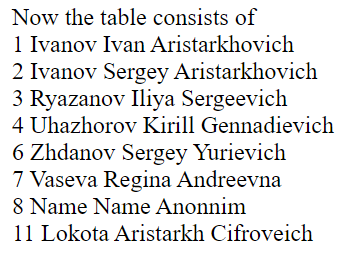 Now the table consists of
1 Ivanov Ivan Aristarkhovich
2 Ivanov Sergey Aristarkhovich
3 Ryazanov Iliya Sergeevich
4 Uhazhorov Kirill Gennadievich
6 Zhdanov Sergey Yurievich
7 Vaseva Regina Andreevna
8 Name Name Anonnim
11 Lokota Aristarkh Cifroveich